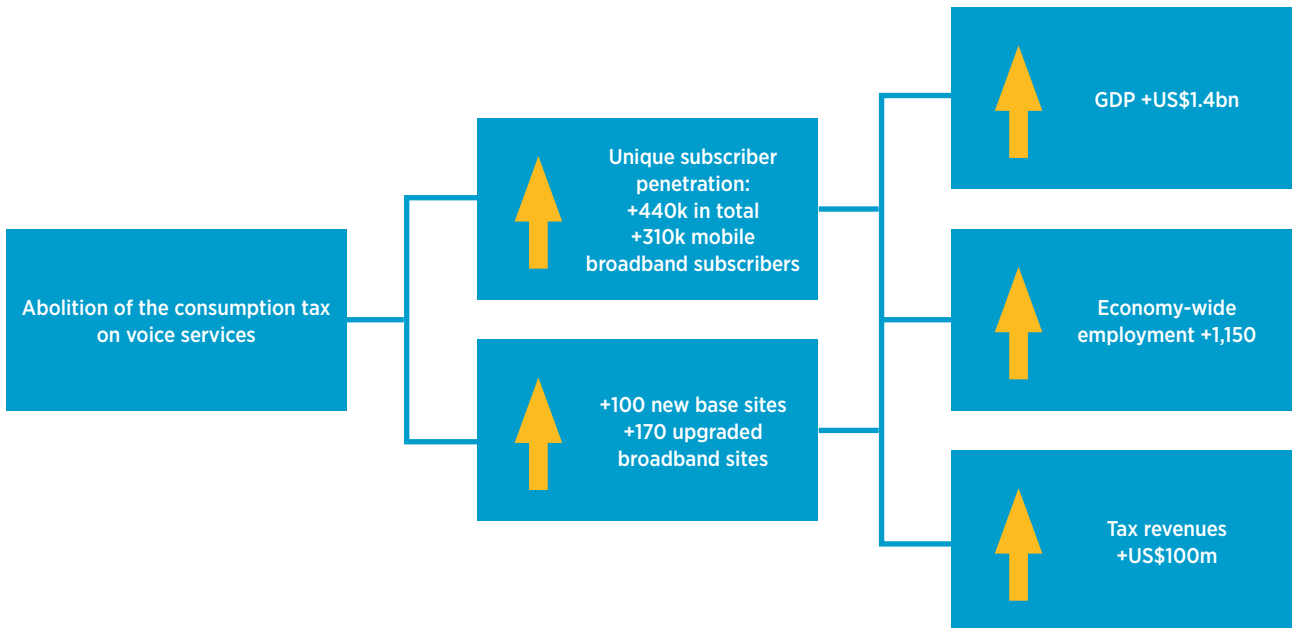 Abolition of the consumption tax
on voice services
Unique subscriber
penetration:
+440k in total
+310k mobile
broadband subscribers
+100 new base sites
+170 upgraded
broadband sites
GDP +US$1.4bn
Economy-wide
employment +1,150
Tax revenues
+US$100m